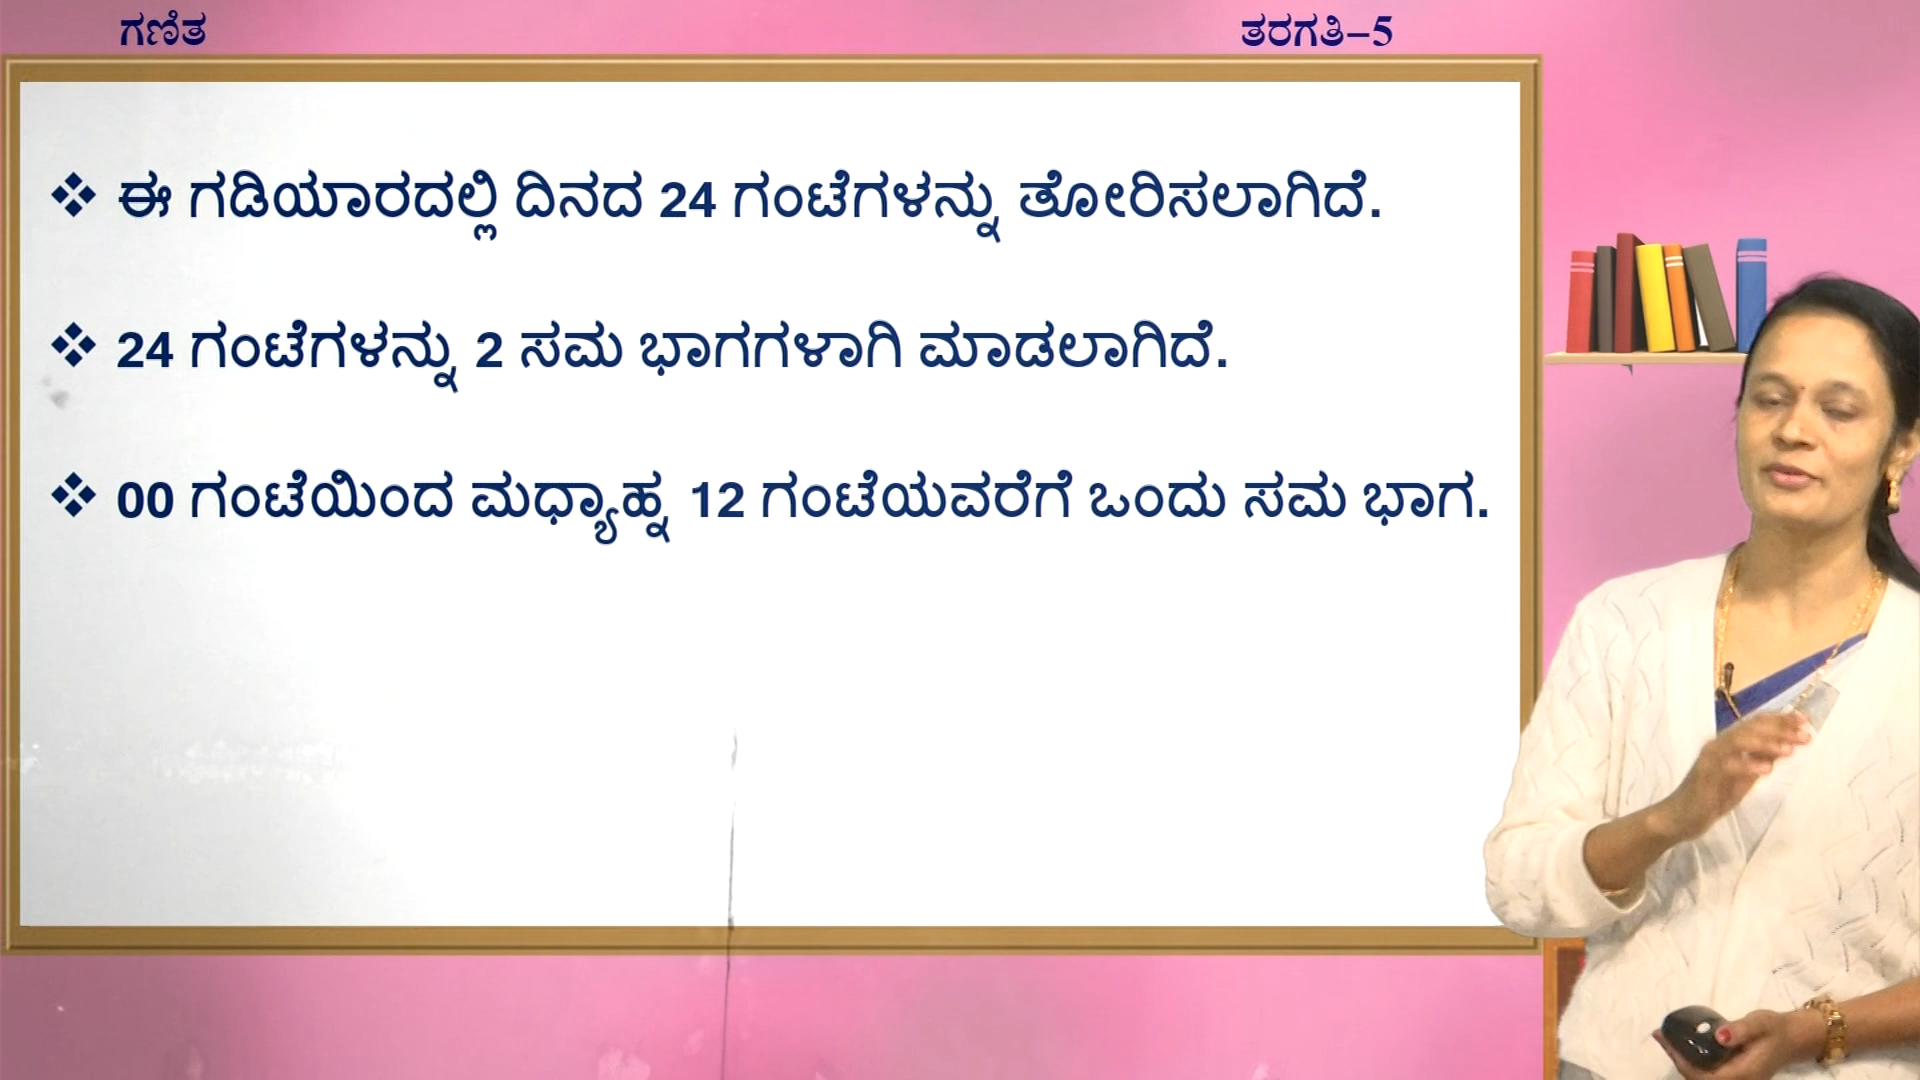 ಗಣಿತ
ತರಗತಿ–5
❖ ಈ ಗಡಿಯಾರದಲ್ಲಿ ದಿನದ 24 ಗಂಟೆಗಳನ್ನು ತೋರಿಸಲಾಗಿದೆ.
❖ 24 ಗಂಟೆಗಳನ್ನು 2 ಸಮ ಭಾಗಗಳಾಗಿ ಮಾಡಲಾಗಿದೆ.
❖ 00 ಗಂಟೆಯಿಂದ ಮಧ್ಯಾಹ್ನ 12 ಗಂಟೆಯವರೆಗೆ ಒಂದು ಸಮ ಭಾಗ.